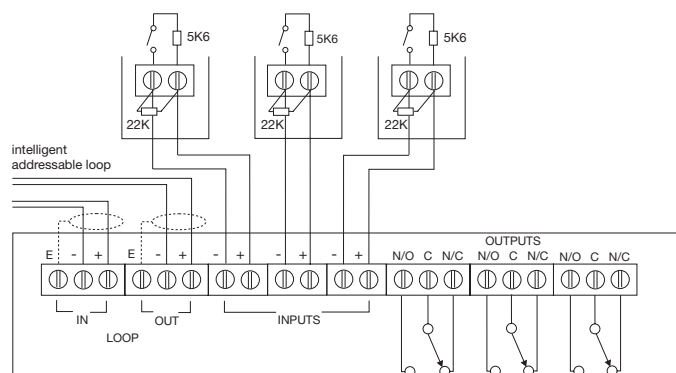 5K6 5K6 5K6
22K 22K 22K
intelligent
addressable loop
OUTPUTS
E - + E - + - + - + - + N/O C N/C N/O C N/C N/O C N/C
IN OUT INPUTS
LOOP